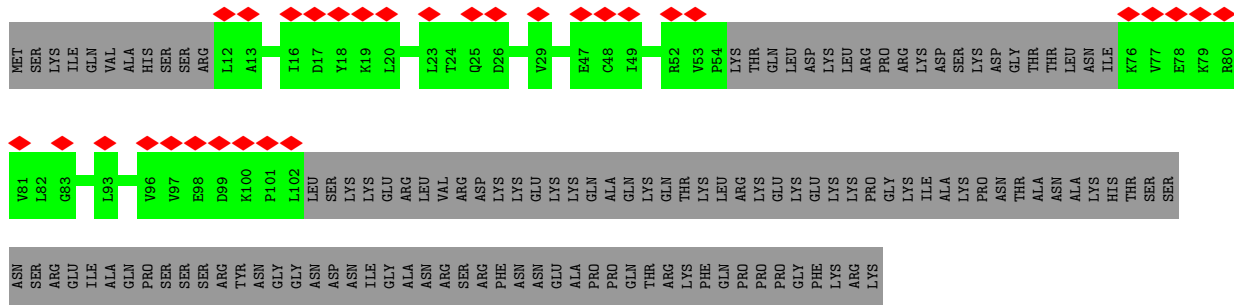 MET SER LYS ILE GLN VAL ALA HIS SER SER ARG L12 A13 I16 D17 Y18 K19 L20 L23 T24 Q25 D26 V29 E47 C48 I49 R52 V53 P54 LYS THR GLN LEU ASP LYS LEU ARG PRO ARG LYS ASP SER LYS ASP GLY THR THR LEU ASN ILE K76 V77 E78 K79 R80
V81 L82 G83 L93 V96 V97 E98 D99 K100 P101 L102 LEU SER LYS LYS GLU ARG LEU VAL ARG ASP LYS LYS GLU LYS LYS GLN ALA GLN LYS GLN THR LYS LEU ARG LYS GLU LYS GLU LYS LYS PRO GLY LYS ILE ALA LYS PRO ASN THR ALA ASN ALA LYS HIS THR SER SER
ASN SER ARG GLU ILE ALA GLN PRO SER SER SER ARG TYR ASN GLY GLY ASN ASP ASN ILE GLY ALA ASN ARG SER ARG PHE ASN ASN GLU ALA PRO PRO GLN THR ARG LYS PHE GLN PRO PRO PRO GLY PHE LYS ARG LYS